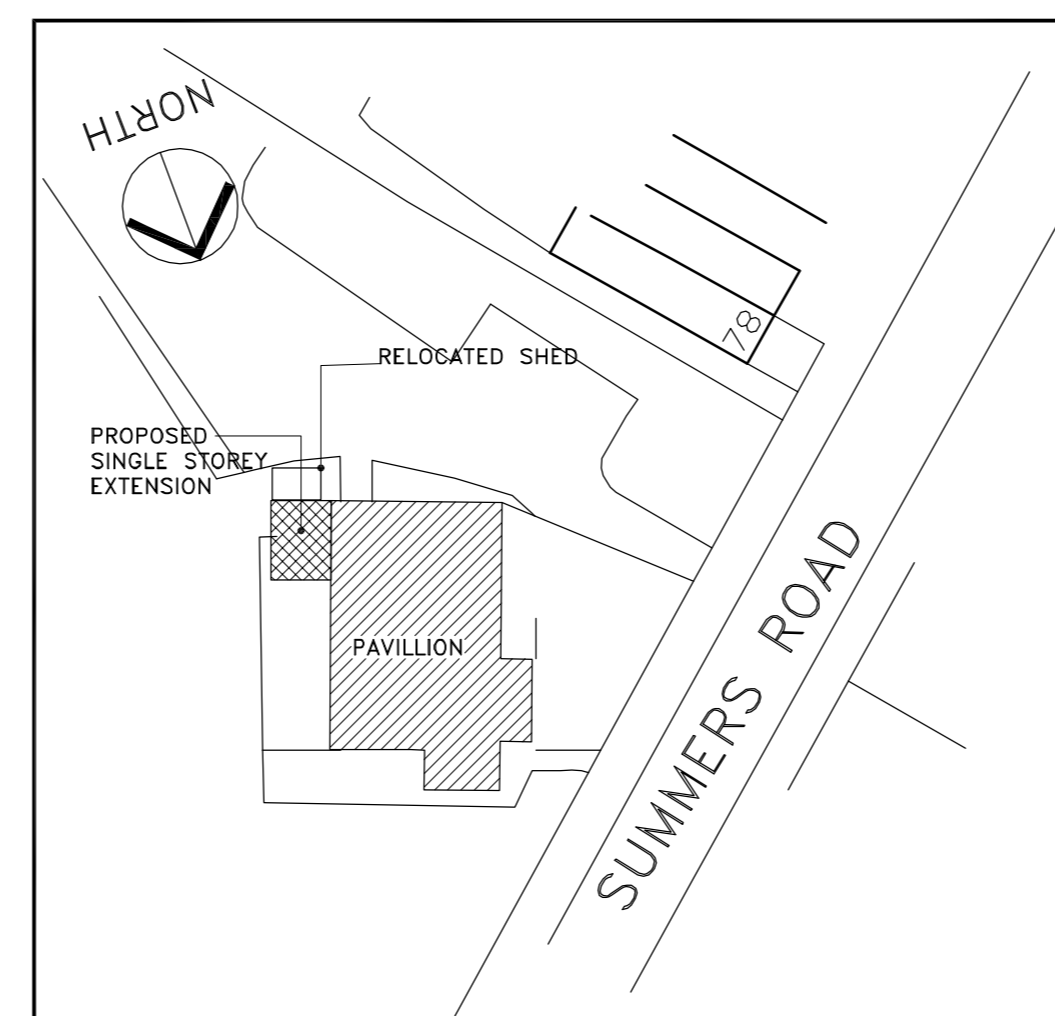 NORTH
78
RELOCATED SHED
PROPOSED
SINGLE STOREY
EXTENSION
PAVILLION
SUMMERS ROAD